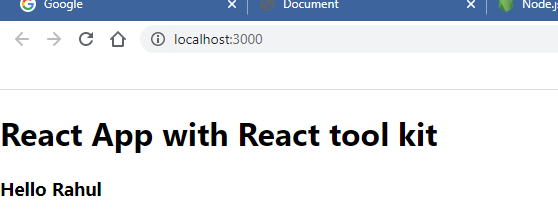 Google
Document
Node.js
localhost:3000
React App with React tool kit
Hello Rahul